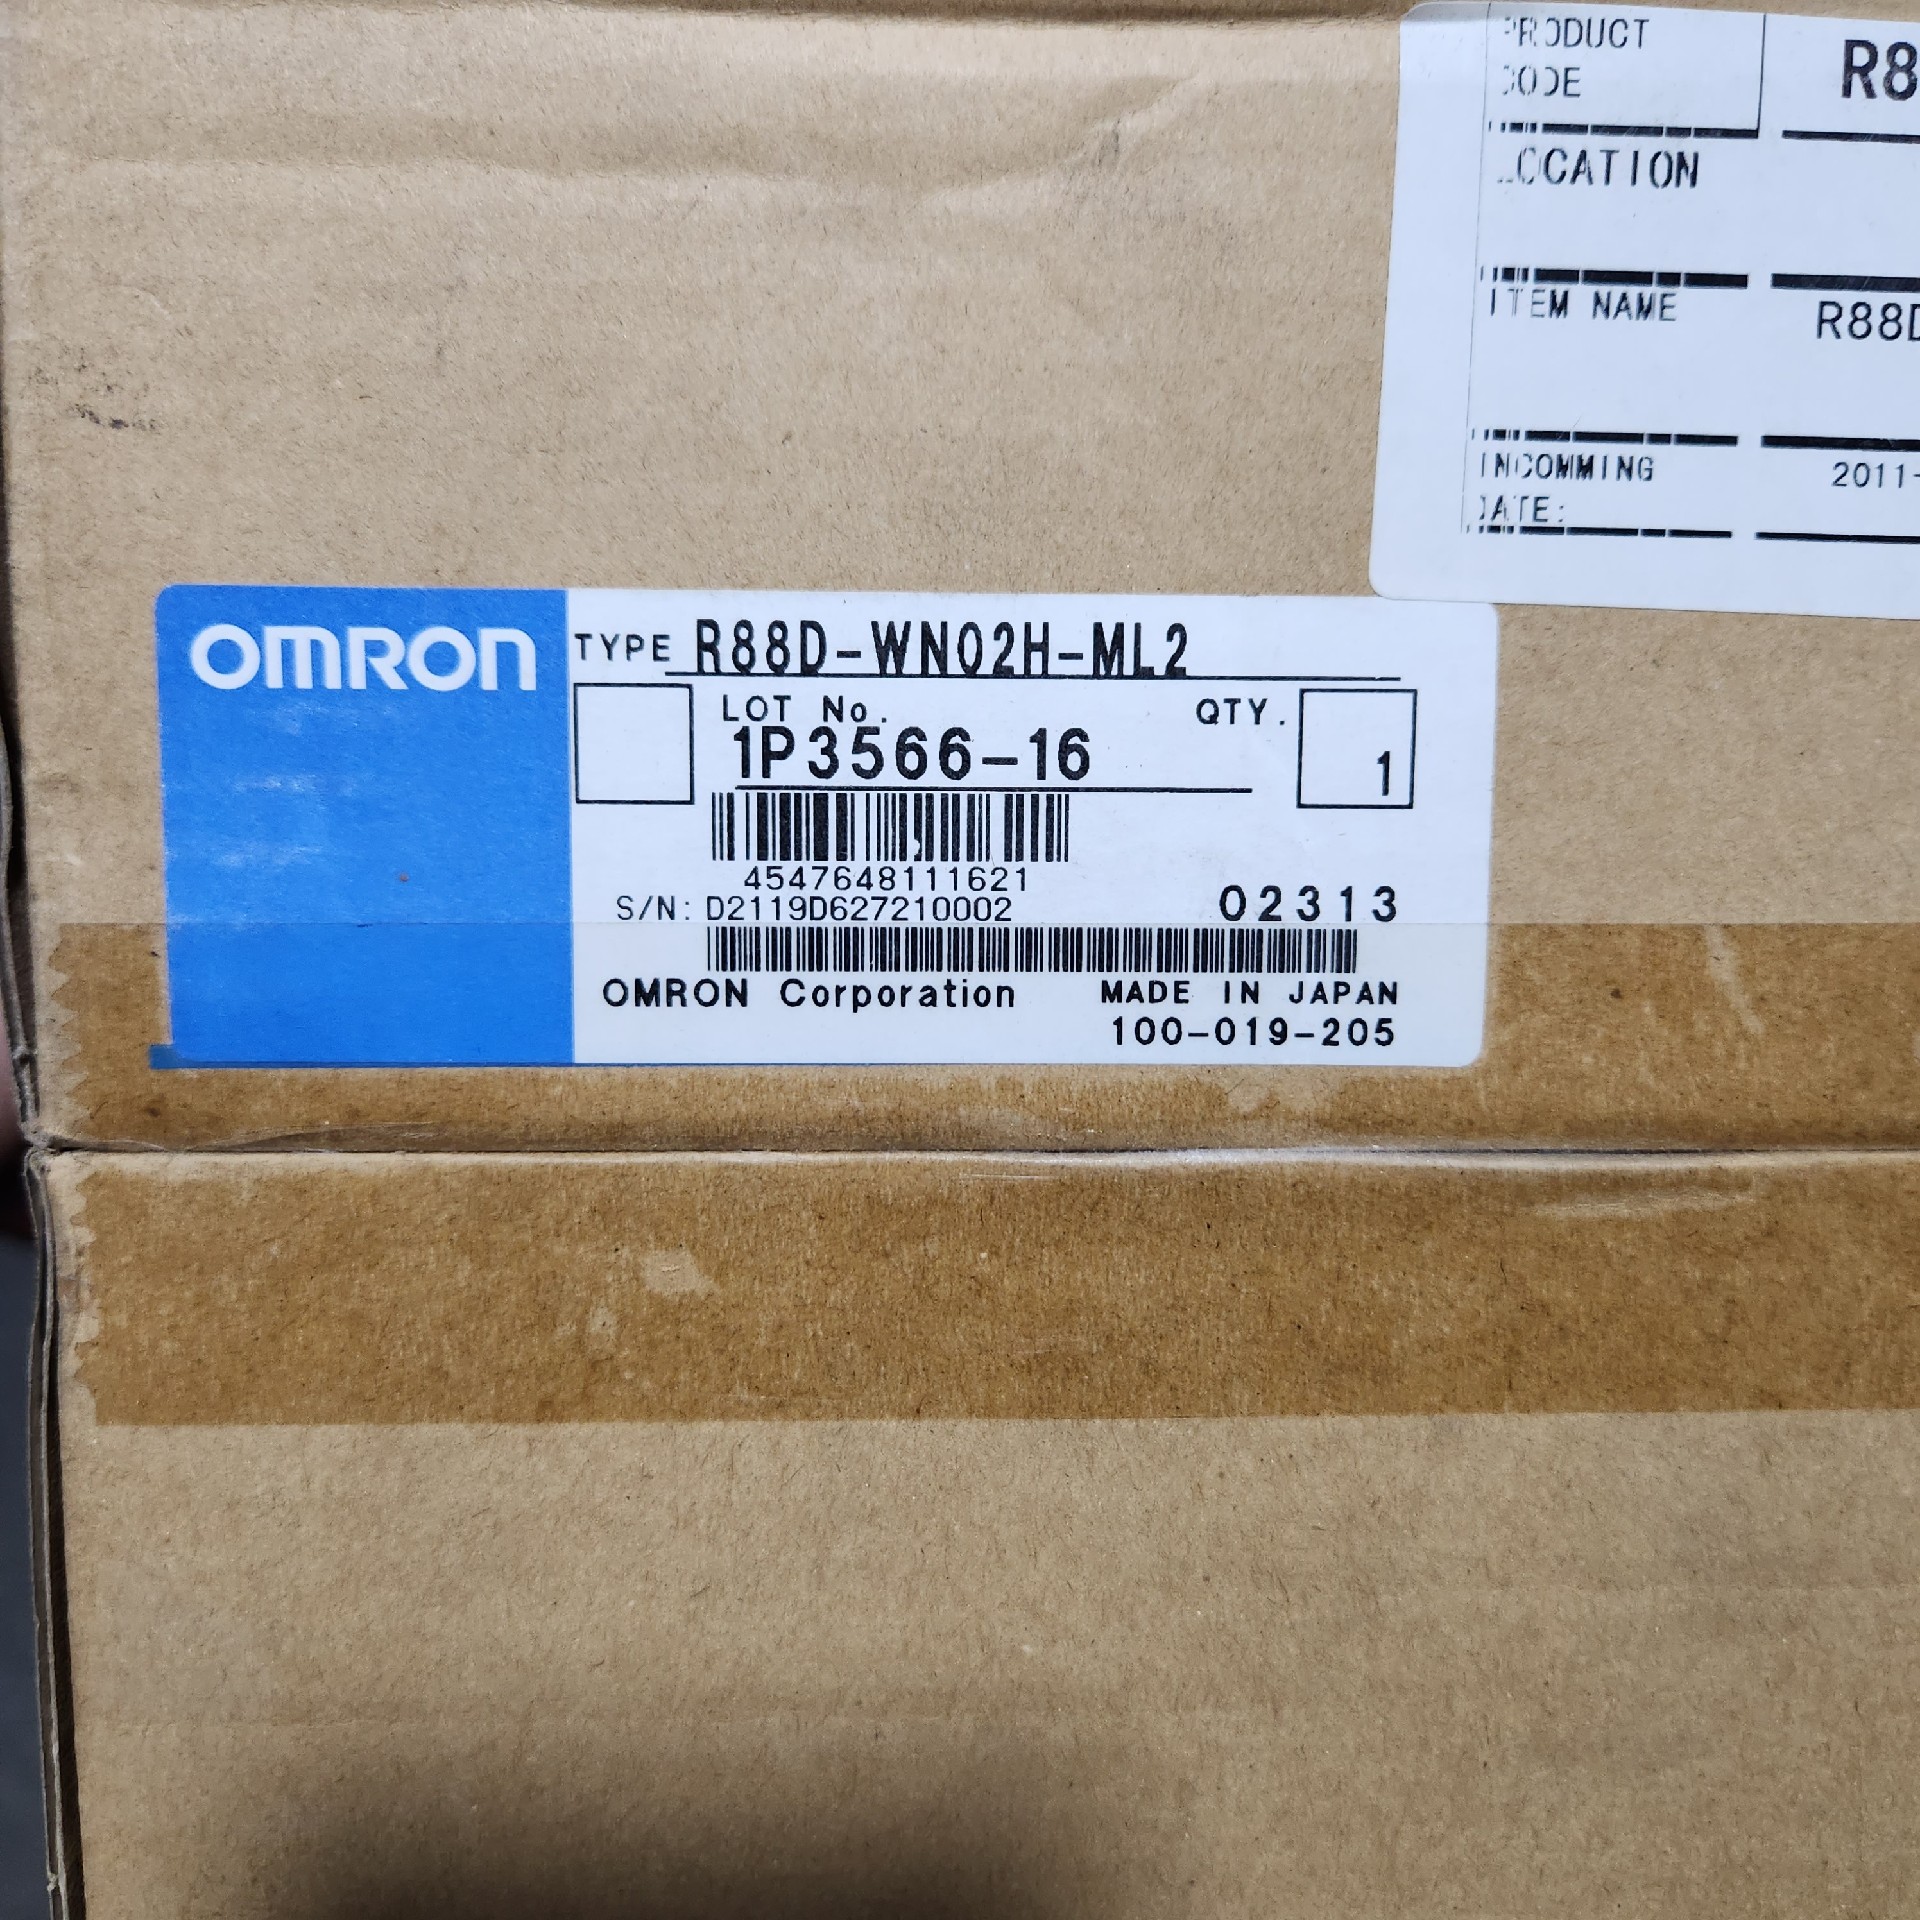 PRODUCT
CODE
R8
LOCATION
ITEM NAME
R88D
INCOMMING
DATE:
2011-
OMRON
TYPE R88D-WN02H-ML2
LOT No. QTY.
1P3566-16 1
4547648111621
S/N: D2119D627210002 02313
OMRON Corporation MADE IN JAPAN
100-019-205